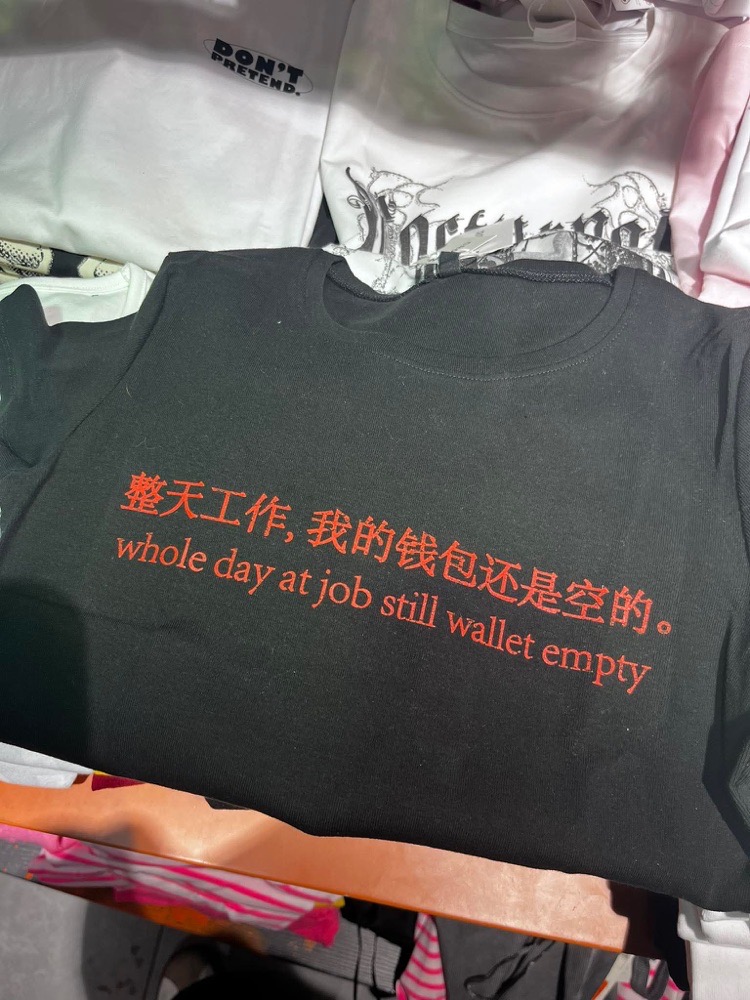 DON'T
PRETEND.
整天工作, 我的钱包还是空的。
whole day at job still wallet empty